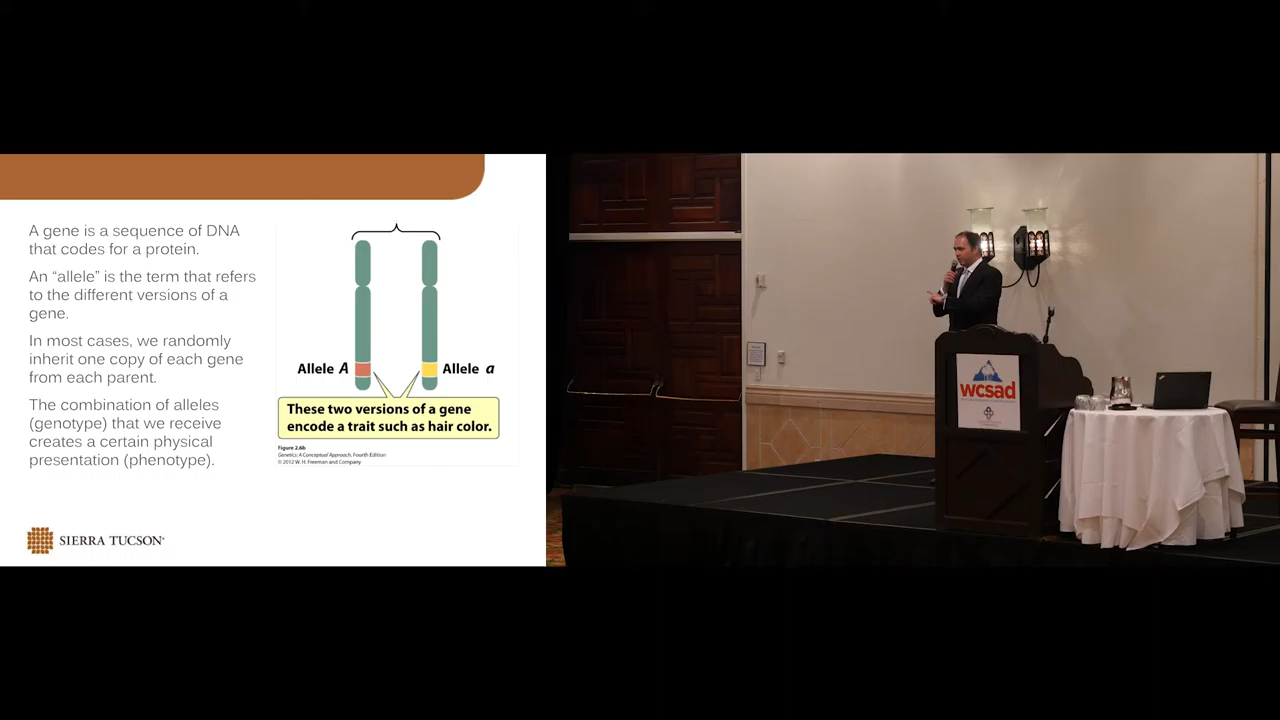 A gene is a sequence of DNA
that codes for a protein.
An “allele” is the term that refers
to the different versions of a
gene.
In most cases, we randomly
inherit one copy of each gene
from each parent.
The combination of alleles
(genotype) that we receive
creates a certain physical
presentation (phenotype).
Allele A
Allele a
These two versions of a gene
encode a trait such as hair color.
Figure 2.6b
Genetics: A Conceptual Approach, Fourth Edition
© 2012 W. H. Freeman and Company
SIERRA TUCSON
wcsad